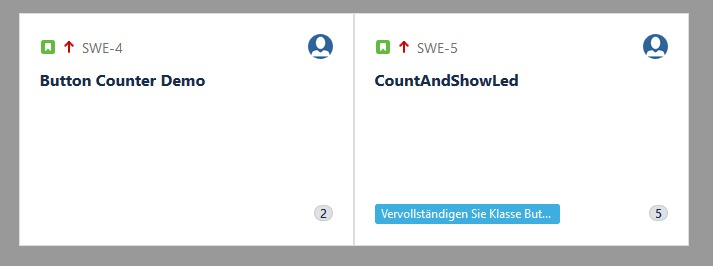 SWE-4
Button Counter Demo
2
SWE-5
CountAndShowLed
Vervollständigen Sie Klasse But...
5